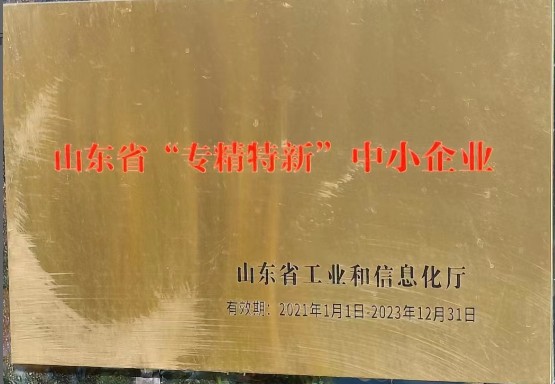 山东省“专精特新”中小企业
山东省工业和信息化厅
有效期：2021年1月1日-2023年12月31日